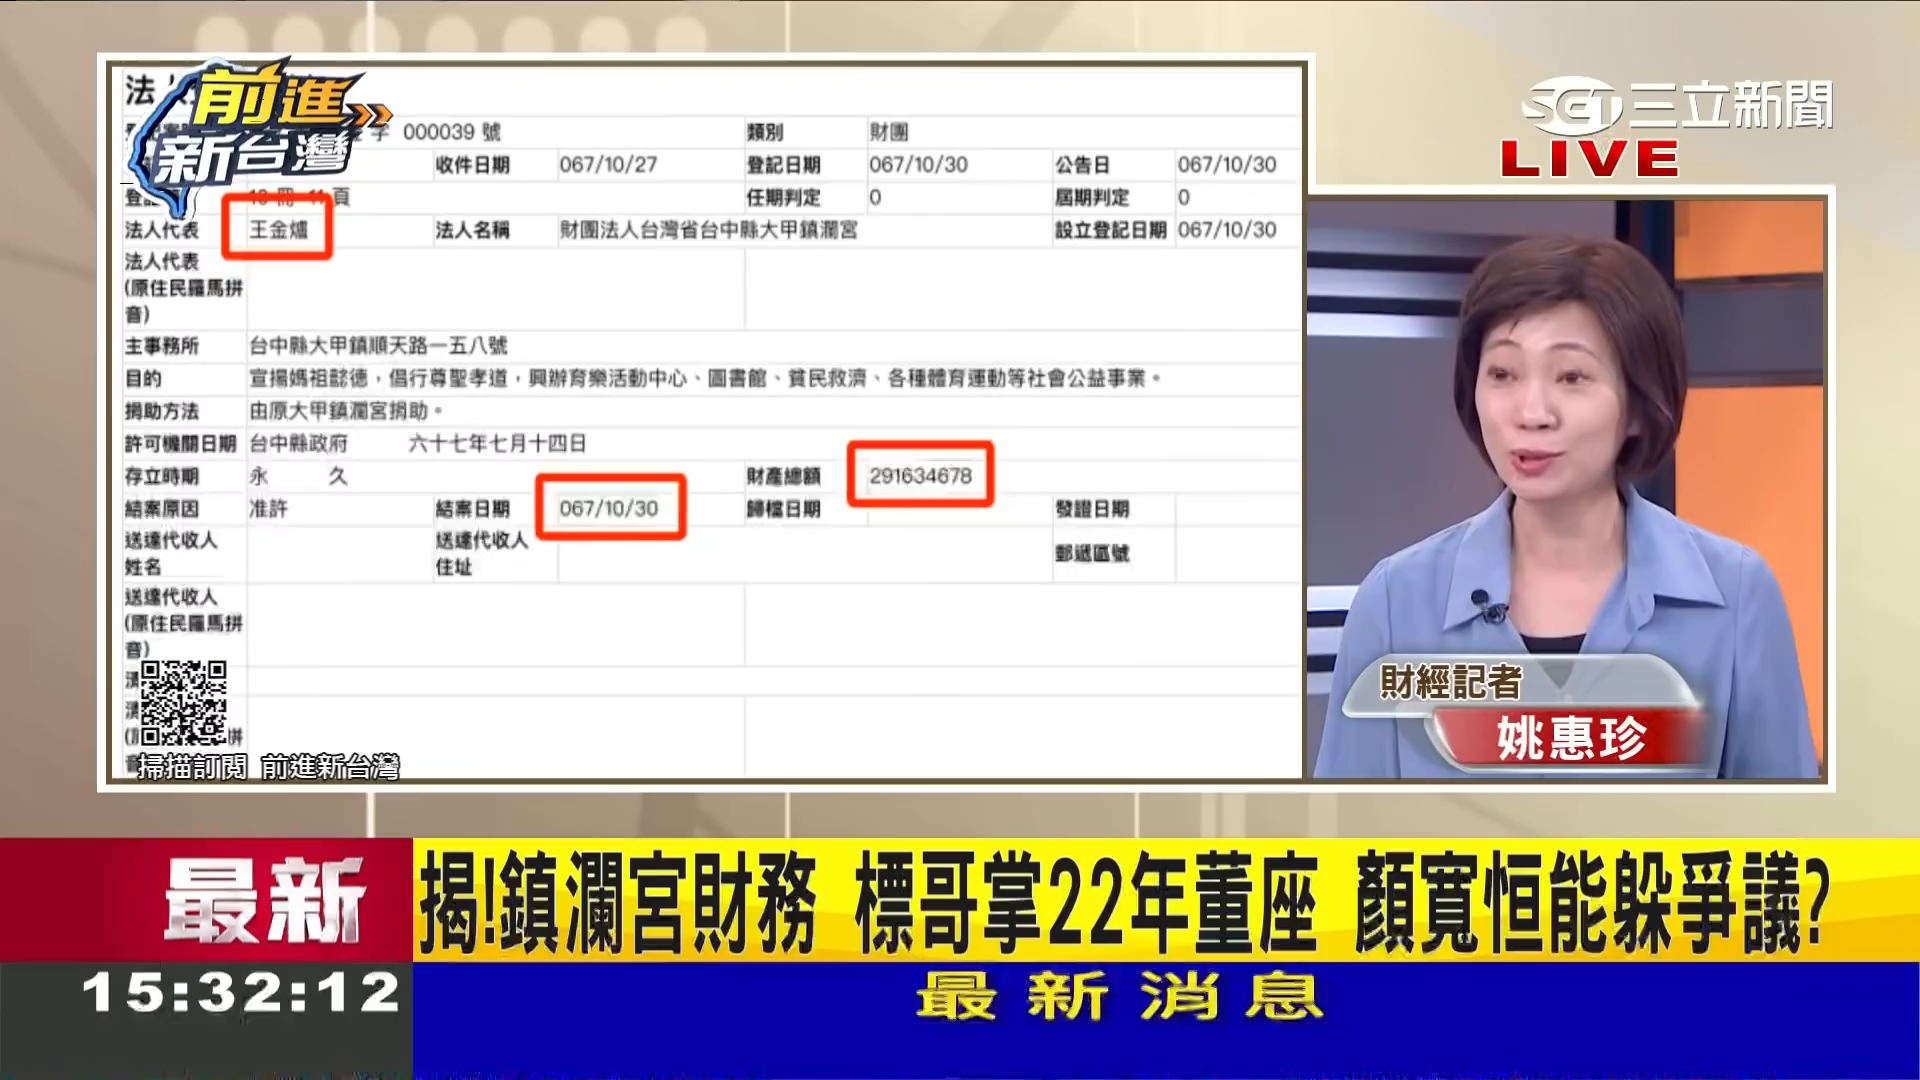 法
前進
新台灣
字 000039 號 類別 財團
收件日期 067/10/27 登記日期 067/10/30 公告日 067/10/30
登記 頁 任期判定 0 屆期判定 0
法人代表 王金爐 法人名稱 財團法人台灣省台中縣大甲鎮瀾宮 設立登記日期 067/10/30
法人代表
(原住民羅馬拼
音)
主事務所 台中縣大甲鎮順天路一五八號
目的 宣揚媽祖懿德，倡行尊聖孝道，興辦育樂活動中心、圖書館、貧民救濟、各種體育運動等社會公益事業。
捐助方法 由原大甲鎮瀾宮捐助。
許可機關日期 台中縣政府 六十七年七月十四日
存立時期 永 久 財產總額 291634678
結案原因 准許 結案日期 067/10/30 歸檔日期 發證日期
送達代收人
姓名
送達代收人
住址
郵遞區號
送達代收人
(原住民羅馬拼
音)
掃描訂閱 前進新台灣
SET 三立新聞
LIVE
財經記者
姚惠珍
最新
揭!鎮瀾宮財務 標哥掌22年董座 顏寬恒能躲爭議?
15:32:12
最新消息